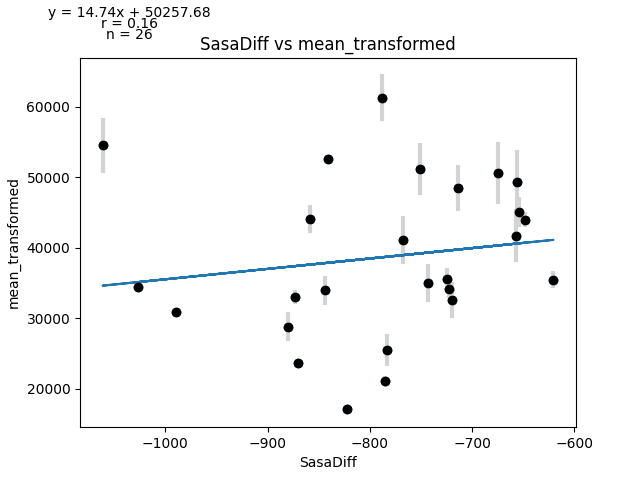 y = 14.74x + 50257.68
r = 0.16
n = 26
SasaDiff vs mean_transformed
mean_transformed
60000
50000
40000
30000
20000
−1000
−900
−800
−700
−600
SasaDiff